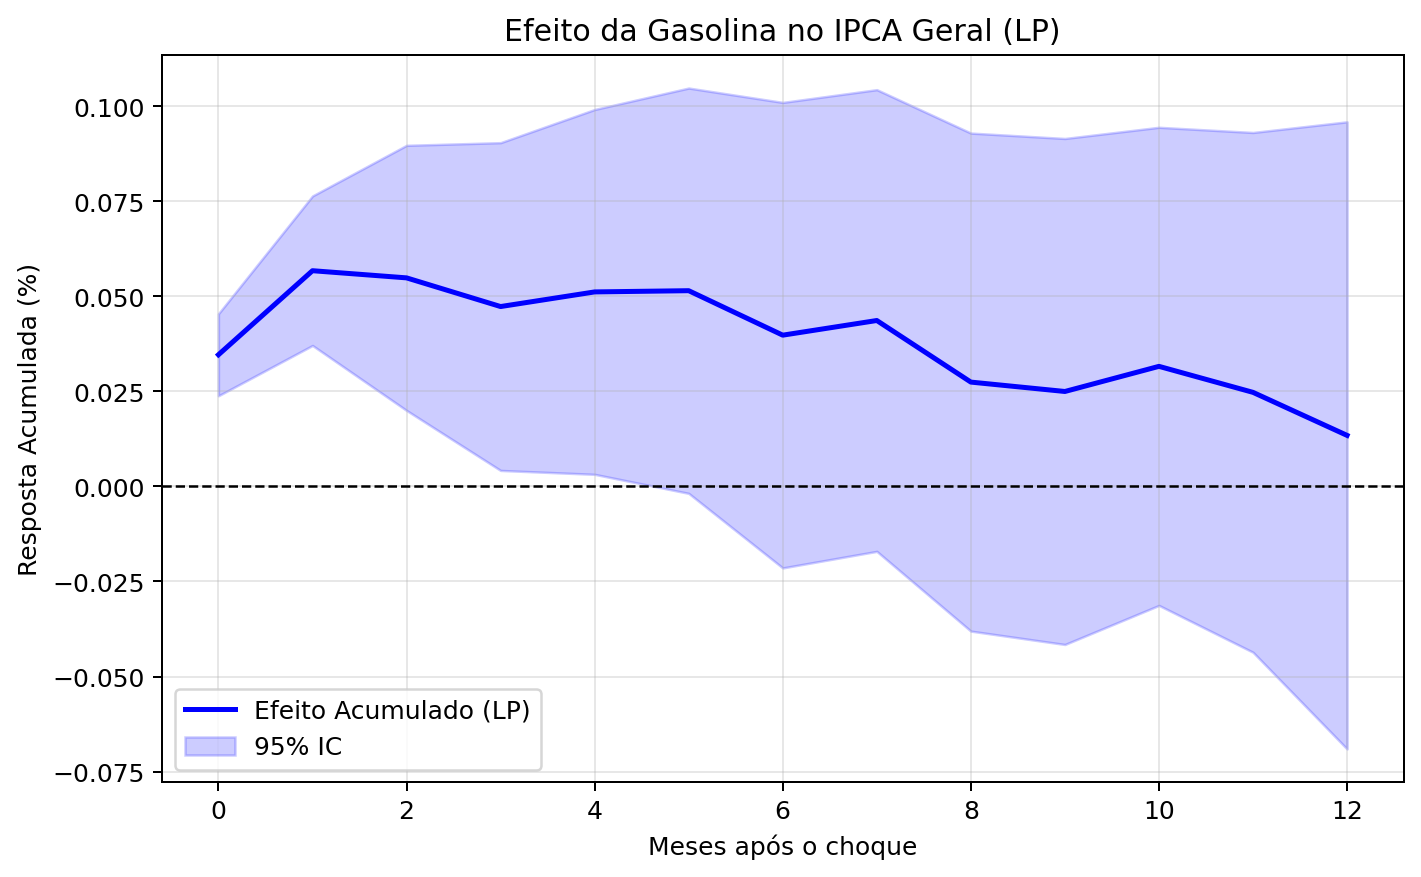 Efeito da Gasolina no IPCA Geral (LP)
Resposta Acumulada (%)
0.100
0.075
0.050
0.025
0.000
−0.025
−0.050
−0.075
Efeito Acumulado (LP)
95% IC
0 2 4 6 8 10 12
Meses após o choque